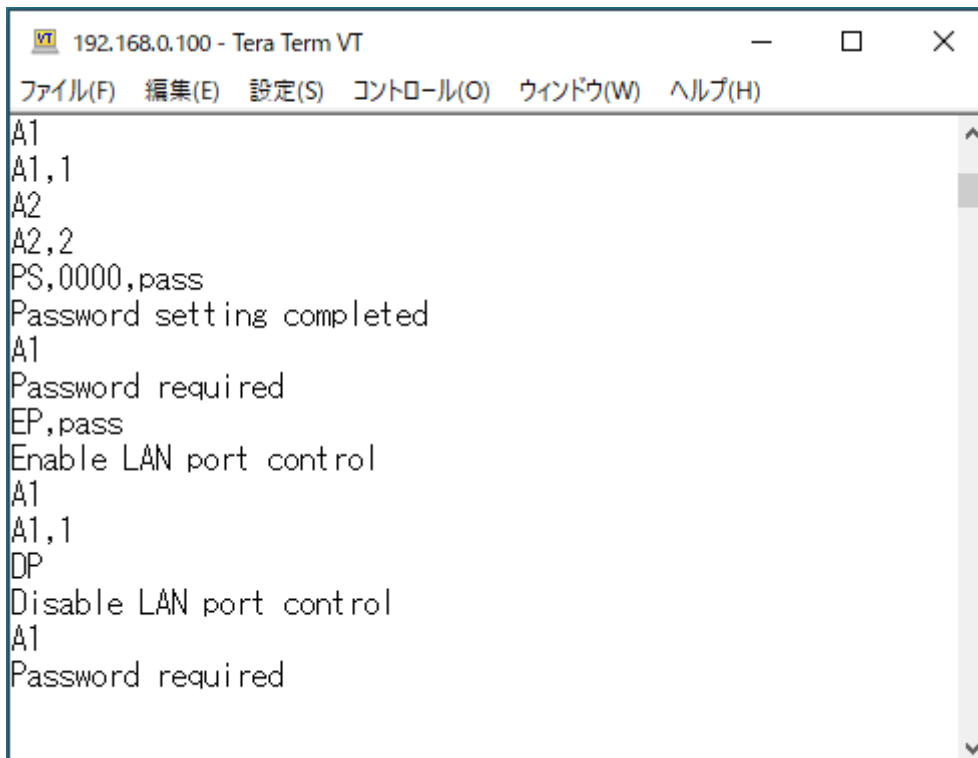 VT 192.168.0.100 - Tera Term VT
ファイル(F) 編集(E) 設定(S) コントロール(O) ウィンドウ(W) ヘルプ(H)
A1
A1,1
A2
A2,2
PS,0000,pass
Password setting completed
A1
Password required
EP,pass
Enable LAN port control
A1
A1,1
DP
Disable LAN port control
A1
Password required